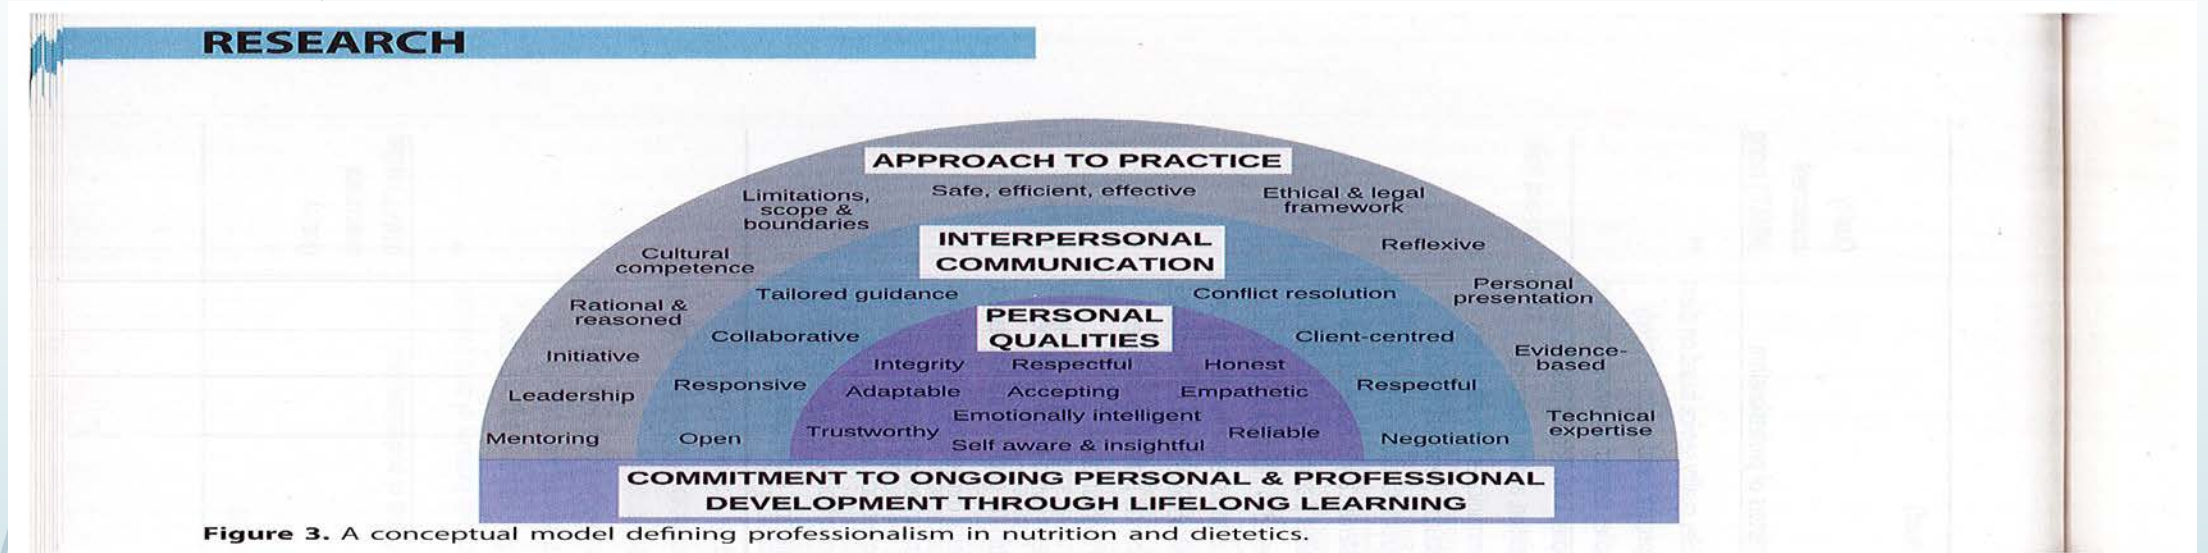 RESEARCH
APPROACH TO PRACTICE
Limitations,
scope &
boundaries
Safe, efficient, effective
Ethical & legal
framework
Cultural
competence
Reflexive
Rational &
reasoned
Personal
presentation
Initiative
Evidence-
based
Leadership
Technical
expertise
Mentoring
INTERPERSONAL
COMMUNICATION
Tailored guidance
Conflict resolution
Collaborative
Client-centred
Responsive
Respectful
Open
Negotiation
PERSONAL
QUALITIES
Integrity Respectful Honest
Adaptable Accepting Empathetic
Emotionally intelligent
Trustworthy
Reliable
Self aware & insightful
COMMITMENT TO ONGOING PERSONAL & PROFESSIONAL
DEVELOPMENT THROUGH LIFELONG LEARNING
Figure 3. A conceptual model defining professionalism in nutrition and dietetics.